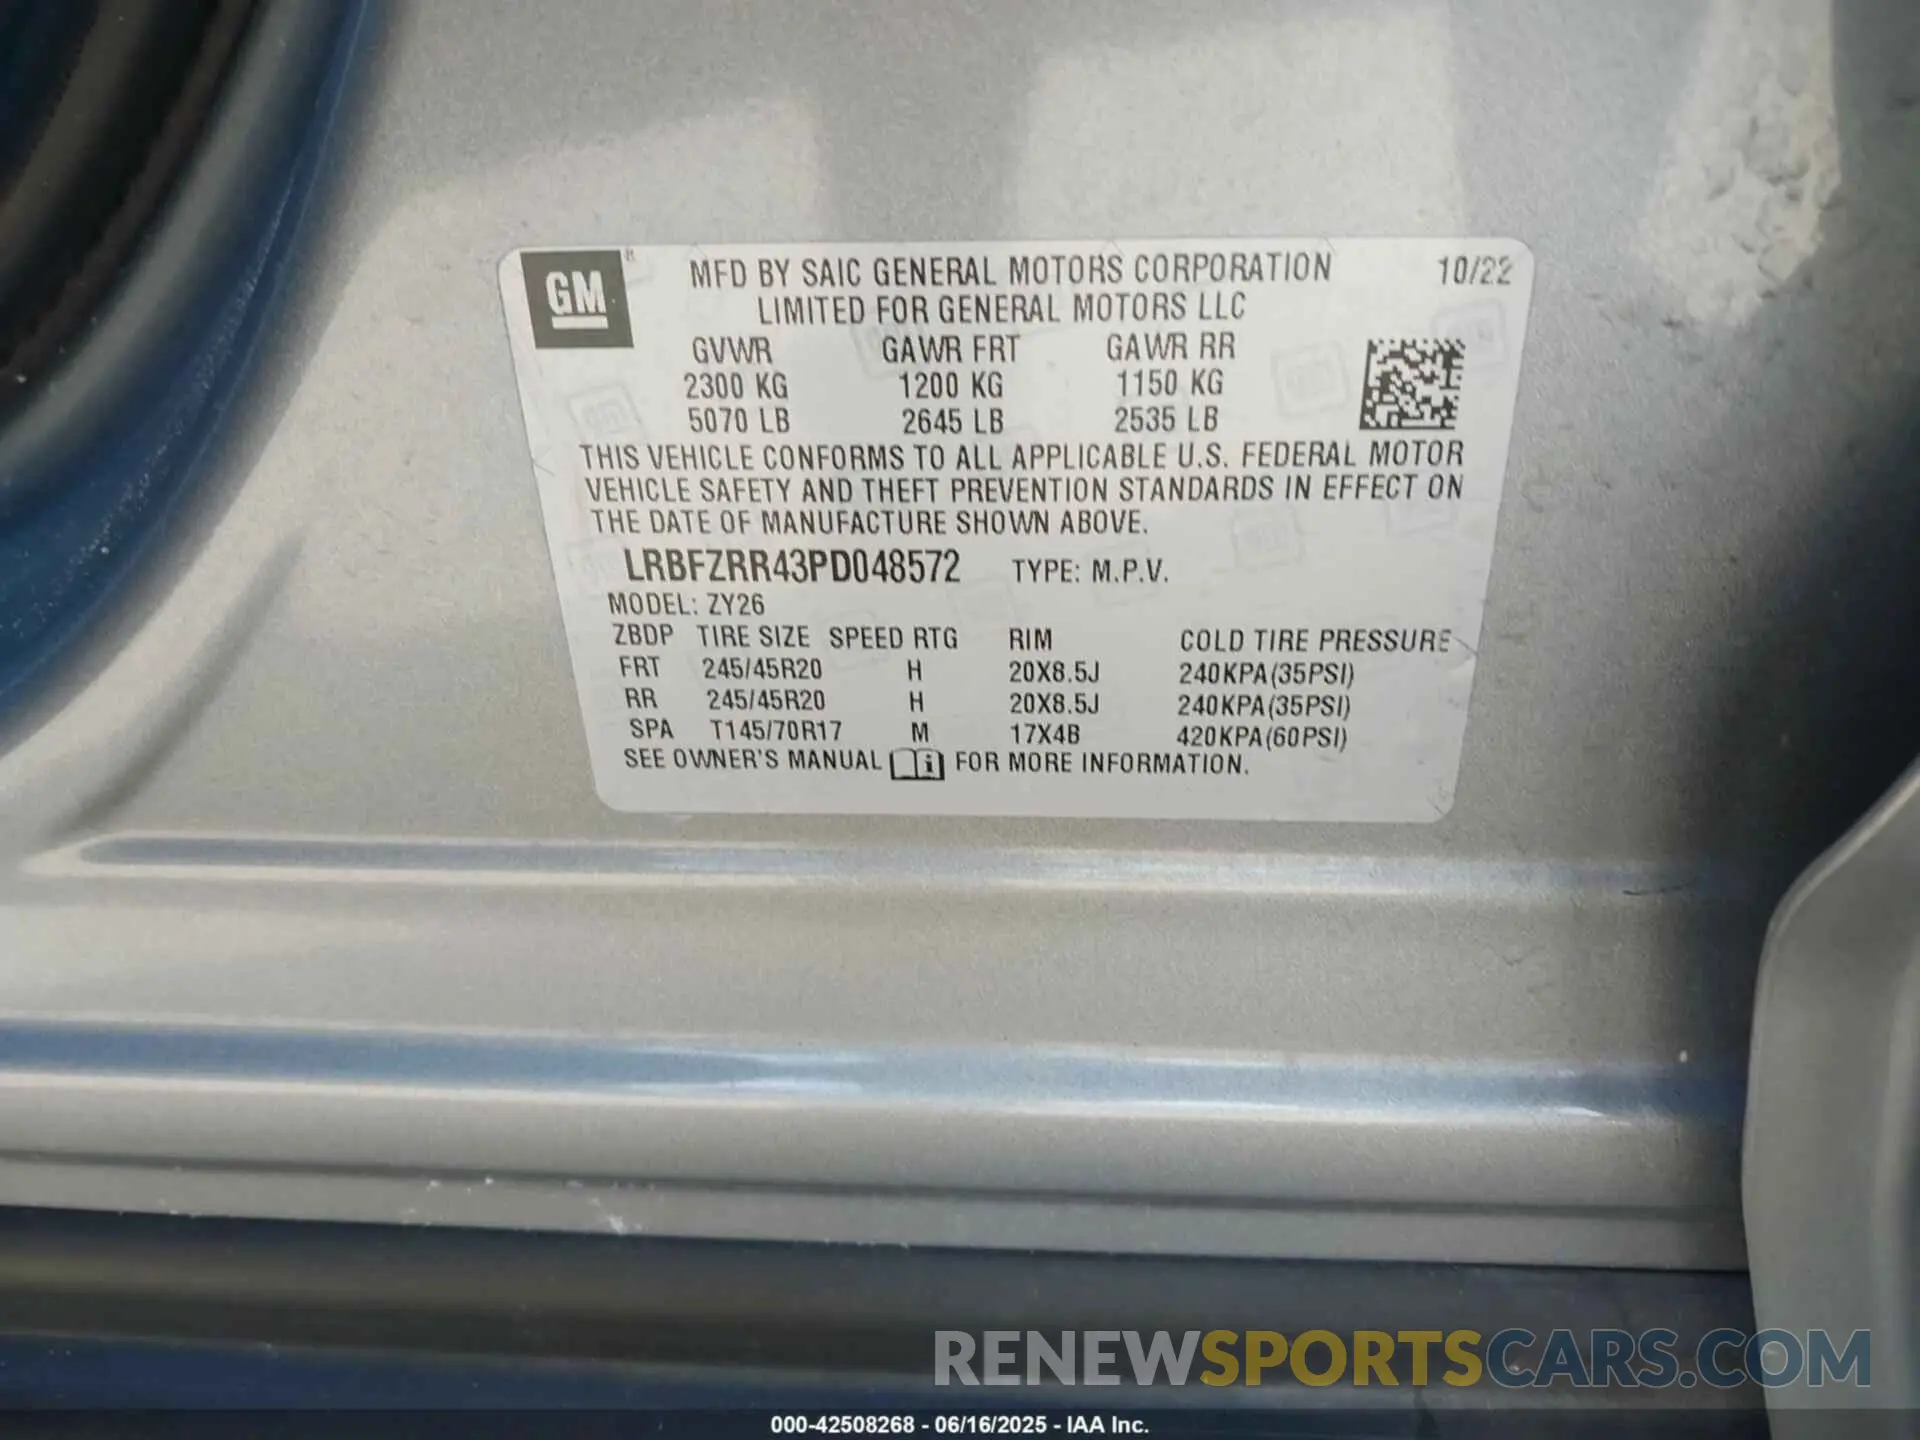 GM ® MFD BY SAIC GENERAL MOTORS CORPORATION 10/22
LIMITED FOR GENERAL MOTORS LLC
GVWR GAWR FRT GAWR RR
2300 KG 1200 KG 1150 KG
5070 LB 2645 LB 2535 LB
THIS VEHICLE CONFORMS TO ALL APPLICABLE U.S. FEDERAL MOTOR
VEHICLE SAFETY AND THEFT PREVENTION STANDARDS IN EFFECT ON
THE DATE OF MANUFACTURE SHOWN ABOVE.
LRBFZRR43PD048572 TYPE: M.P.V.
MODEL: ZY26
ZBDP TIRE SIZE SPEED RTG RIM COLD TIRE PRESSURE
FRT 245/45R20 H 20X8.5J 240KPA(35PSI)
RR 245/45R20 H 20X8.5J 240KPA(35PSI)
SPA T145/70R17 M 17X4B 420KPA(60PSI)
SEE OWNER'S MANUAL i FOR MORE INFORMATION.
RENEWSPORTSCARS.COM
000-42508268 - 06/16/2025 - IAA Inc.